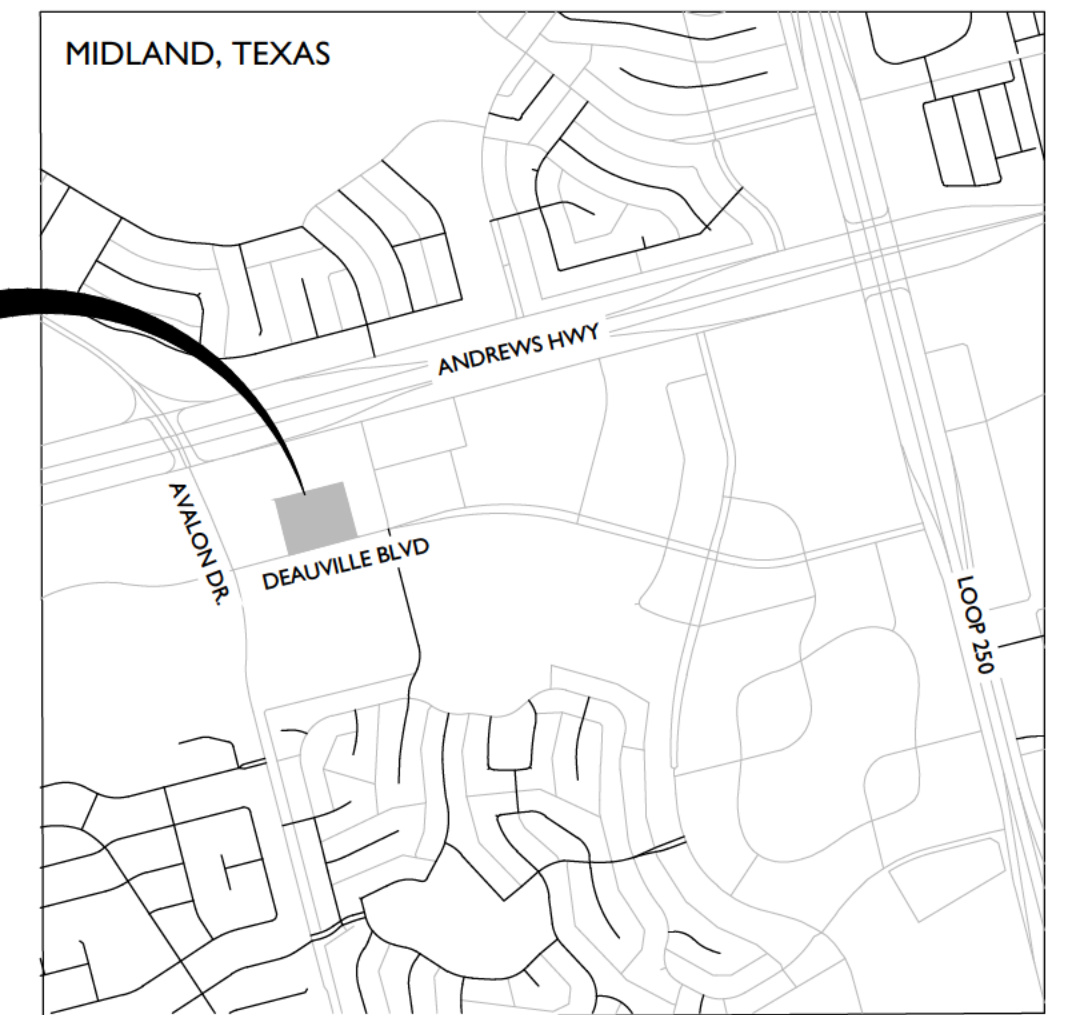 MIDLAND, TEXAS
ANDREWS HWY
AVALON DR.
DEAUVILLE BLVD
LOOP 250